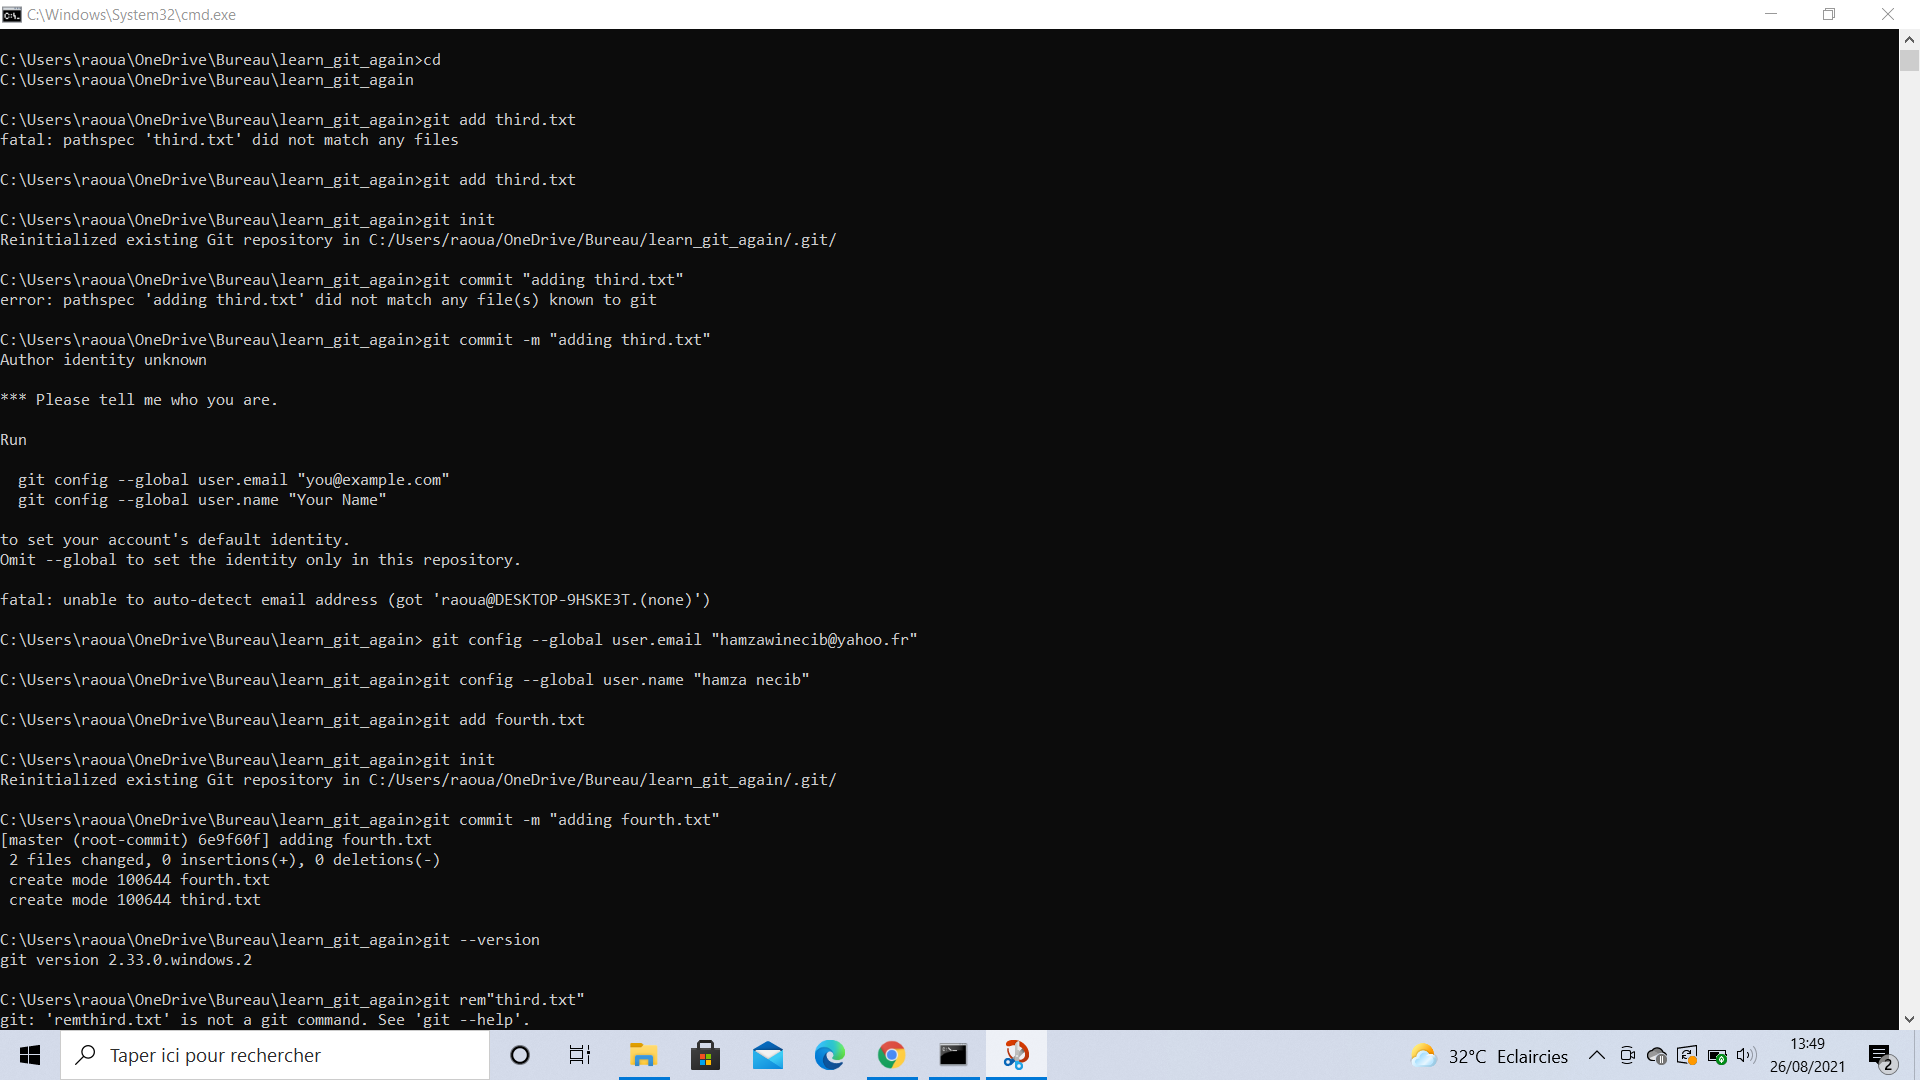 C:\Windows\System32\cmd.exe
C:\Users\raoua\OneDrive\Bureau\learn_git_again>cd
C:\Users\raoua\OneDrive\Bureau\learn_git_again
C:\Users\raoua\OneDrive\Bureau\learn_git_again>git add third.txt
fatal: pathspec 'third.txt' did not match any files
C:\Users\raoua\OneDrive\Bureau\learn_git_again>git add third.txt
C:\Users\raoua\OneDrive\Bureau\learn_git_again>git init
Reinitialized existing Git repository in C:/Users/raoua/OneDrive/Bureau/learn_git_again/.git/
C:\Users\raoua\OneDrive\Bureau\learn_git_again>git commit "adding third.txt"
error: pathspec 'adding third.txt' did not match any file(s) known to git
C:\Users\raoua\OneDrive\Bureau\learn_git_again>git commit -m "adding third.txt"
Author identity unknown
*** Please tell me who you are.
Run
  git config --global user.email "you@example.com"
  git config --global user.name "Your Name"
to set your account's default identity.
Omit --global to set the identity only in this repository.
fatal: unable to auto-detect email address (got 'raoua@DESKTOP-9HSKE3T.(none)')
C:\Users\raoua\OneDrive\Bureau\learn_git_again> git config --global user.email "hamzawinecib@yahoo.fr"
C:\Users\raoua\OneDrive\Bureau\learn_git_again>git config --global user.name "hamza necib"
C:\Users\raoua\OneDrive\Bureau\learn_git_again>git add fourth.txt
C:\Users\raoua\OneDrive\Bureau\learn_git_again>git init
Reinitialized existing Git repository in C:/Users/raoua/OneDrive/Bureau/learn_git_again/.git/
C:\Users\raoua\OneDrive\Bureau\learn_git_again>git commit -m "adding fourth.txt"
[master (root-commit) 6e9f60f] adding fourth.txt
 2 files changed, 0 insertions(+), 0 deletions(-)
 create mode 100644 fourth.txt
 create mode 100644 third.txt
C:\Users\raoua\OneDrive\Bureau\learn_git_again>git --version
git version 2.33.0.windows.2
C:\Users\raoua\OneDrive\Bureau\learn_git_again>git rem"third.txt"
git: 'remthird.txt' is not a git command. See 'git --help'.
Taper ici pour rechercher
32°C Eclaircies
13:49
26/08/2021
2